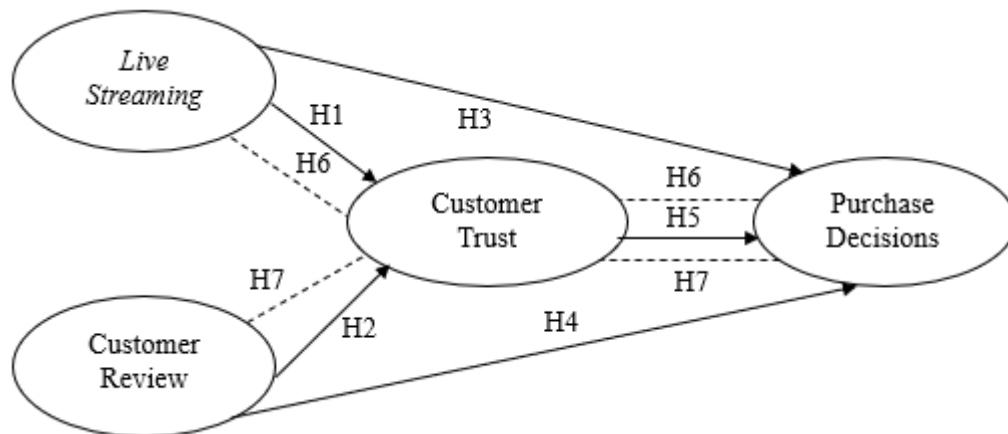 Live
Streaming
H1
H3
H6
Customer
Trust
H6
H5
H7
Purchase
Decisions
H7
H2
H4
Customer
Review